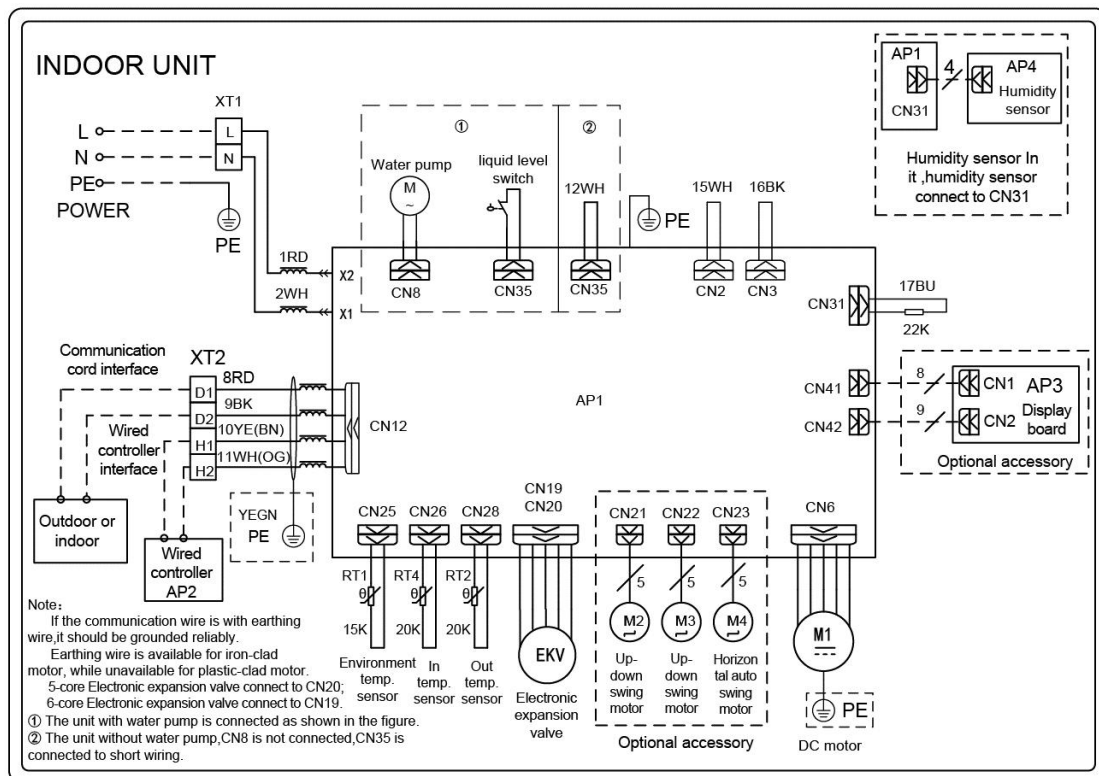 INDOOR UNIT
XT1
L
L
N
N
PE
POWER
PE
①
②
Water pump
M
~
liquid level
switch
12WH
PE
15WH
16BK
AP1
4
AP4
CN31
Humidity
sensor
Humidity sensor In
it ,humidity sensor
connect to CN31
1RD
X2
2WH
X1
CN8
CN35
CN35
CN2
CN3
CN31
17BU
22K
Communication
cord interface
XT2
D1
8RD
D2
9BK
H1
10YE(BN)
H2
11WH(OG)
CN12
Wired
controller
interface
AP1
CN41
8
CN1
AP3
CN42
9
CN2
Display
board
Optional accessory
Outdoor or
indoor
Wired
controller
AP2
YEGN
PE
CN25
CN26
CN28
CN19
CN20
CN21
CN22
CN23
CN6
RT1
θ
15K
RT4
θ
20K
RT2
θ
20K
Environment
temp.
sensor
In
temp.
sensor
Out
temp.
sensor
EKV
Electronic
expansion
valve
5
5
5
M2
M3
M4
Up-
down
swing
motor
Up-
down
swing
motor
Horizon
tal auto
swing
motor
Optional accessory
M1
PE
DC motor
Note:
If the communication wire is with earthing
wire,it should be grounded reliably.
Earthing wire is available for iron-clad
motor, while unavailable for plastic-clad motor.
5-core Electronic expansion valve connect to CN20;
6-core Electronic expansion valve connect to CN19.
① The unit with water pump is connected as shown in the figure.
② The unit without water pump,CN8 is not connected,CN35 is
connected to short wiring.